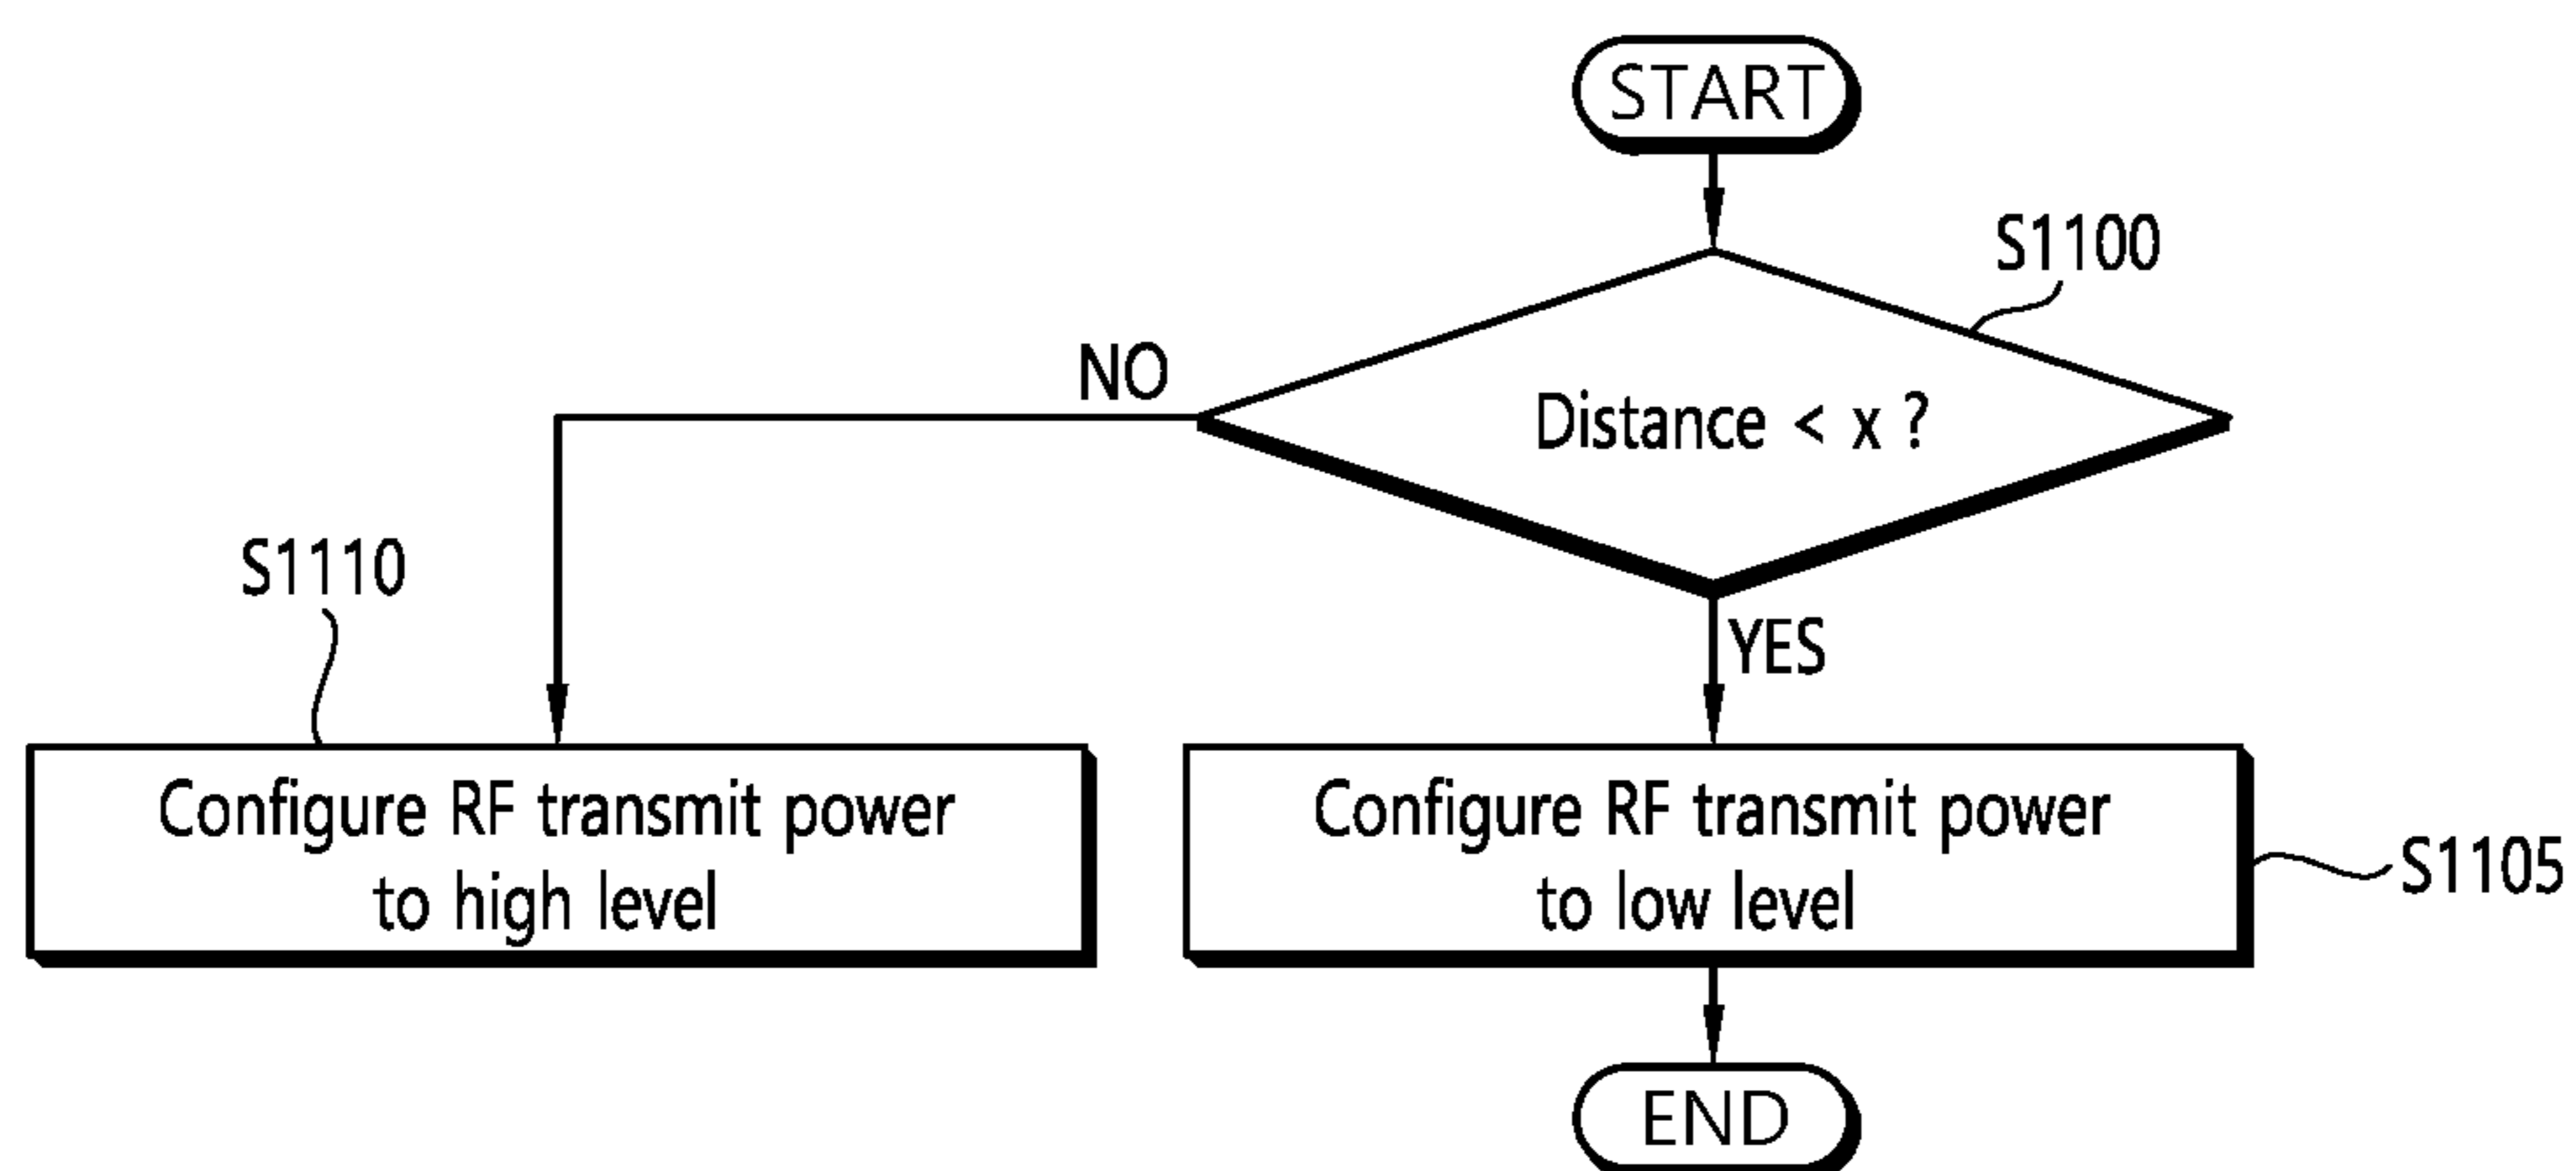 START
S1100
NO
Distance < x ?
S1110
YES
Configure RF transmit power
to high level
Configure RF transmit power
to low level
S1105
END